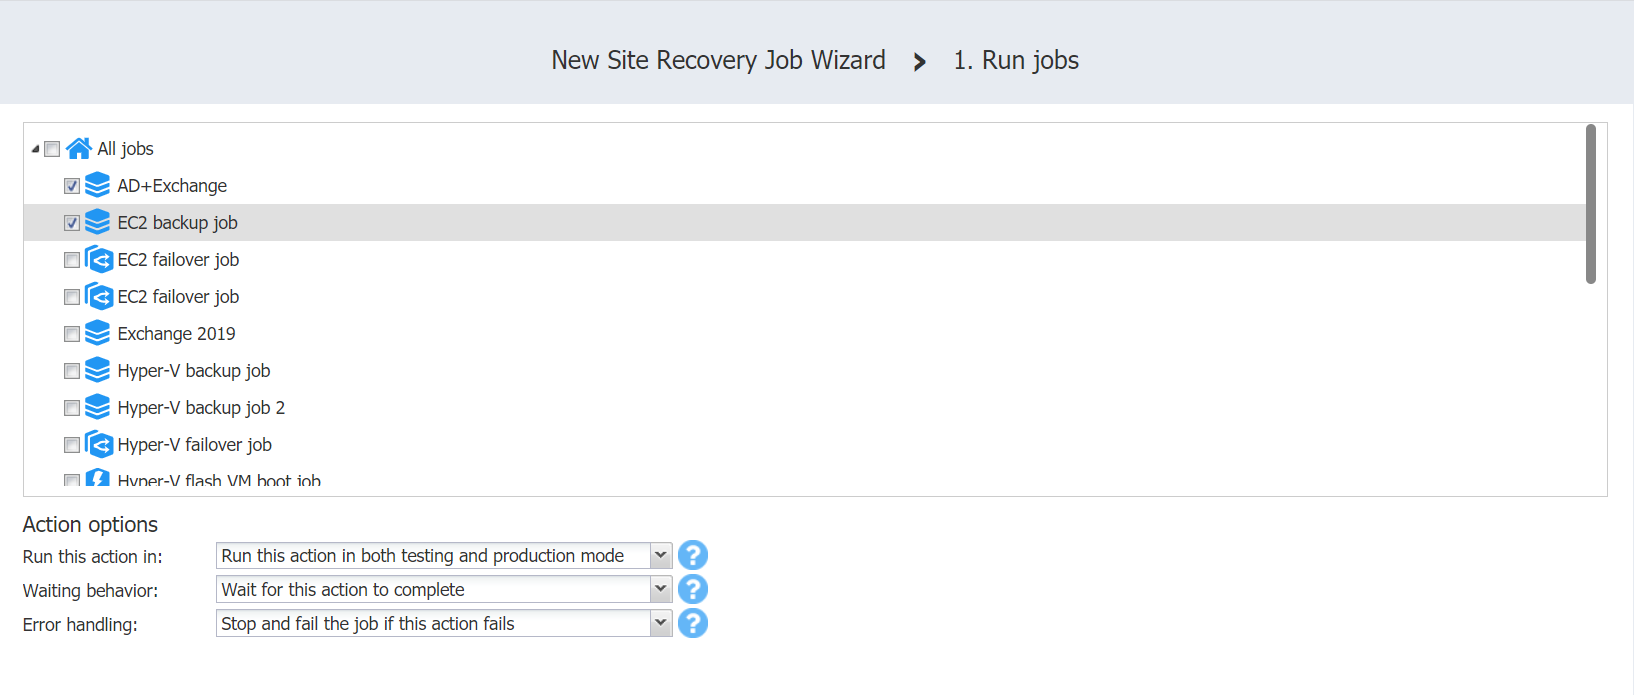 New Site Recovery Job Wizard > 1. Run jobs
All jobs
AD+Exchange
EC2 backup job
EC2 failover job
EC2 failover job
Exchange 2019
Hyper-V backup job
Hyper-V backup job 2
Hyper-V failover job
Hyper-V flash VM boot job
Action options
Run this action in: Run this action in both testing and production mode ?
Waiting behavior: Wait for this action to complete ?
Error handling: Stop and fail the job if this action fails ?